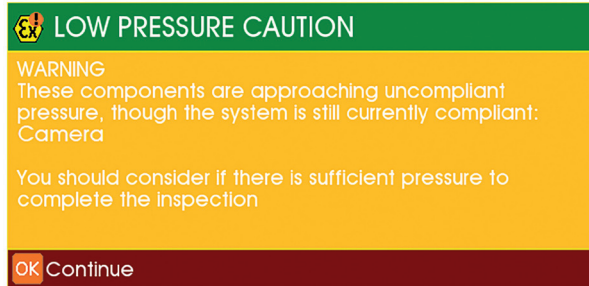 Ex! LOW PRESSURE CAUTION
WARNING
These components are approaching uncompliant
pressure, though the system is still currently compliant:
Camera
You should consider if there is sufficient pressure to
complete the inspection
OK Continue